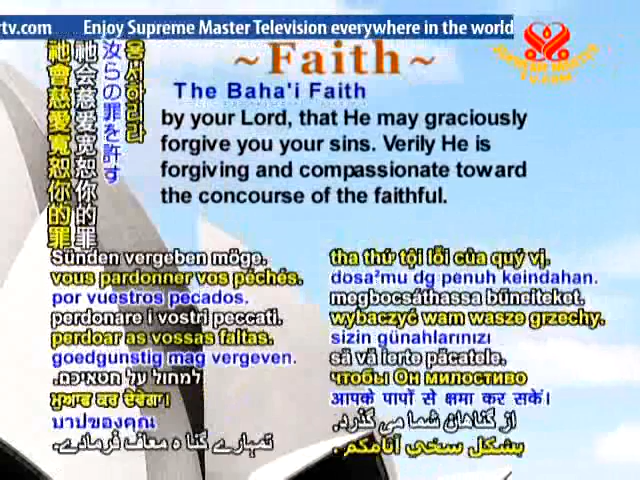 rtv.com Enjoy Supreme Master Television everywhere in the world
~Faith~
The Baha'i Faith
by your Lord, that He may graciously
forgive you your sins. Verily He is
forgiving and compassionate toward
the concourse of the faithful.
祂會慈愛寬恕你的罪
祂会慈爱宽恕你的罪
汝らの罪を許す
용서하리라
Sünden vergeben möge.
vous pardonner vos péchés.
por vuestros pecados.
perdonare i vostri peccati.
perdoar as vossas faltas.
goedgunstig mag vergeven.
למחול על חטאיכם.
ਮੁਆਫ ਕਰ ਦੇਵੇਗਾ।
บาปของคุณ
تمہارے گنا ہ معاف فرمادے.
tha thứ tội lỗi của quý vị.
dosa²mu dg penuh keindahan.
megbocsáthassa bűneiteket.
wybaczyć wam wasze grzechy.
sizin günahlarınızı
să vă ierte păcatele.
чтобы Он милостиво
आपके पापों से क्षमा कर सकें।
از گناهان شما می گذرد.
بشكل سخي آثامكم .